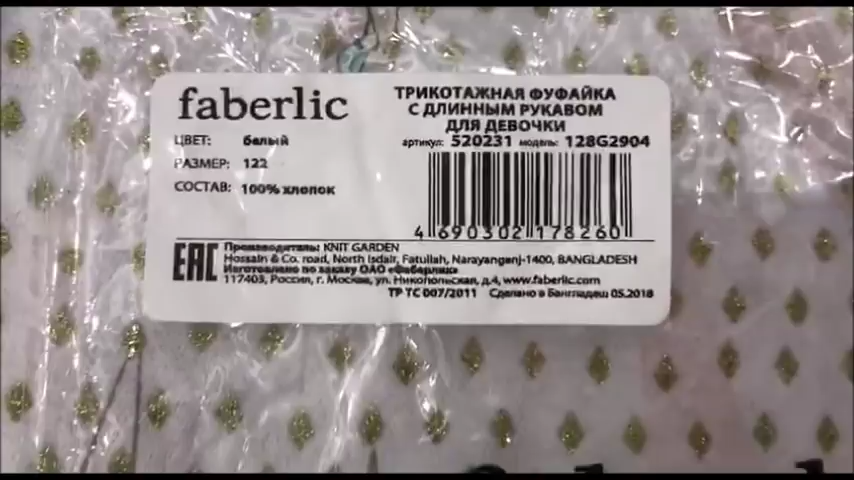 faberlic
ТРИКОТАЖНАЯ ФУФАЙКА
С ДЛИННЫМ РУКАВОМ
ДЛЯ ДЕВОЧКИ
артикул: 520231 модель: 128G2904
ЦВЕТ: белый
РАЗМЕР: 122
СОСТАВ: 100% хлопок
4 690302 178260
EAC
Производитель: KNIT GARDEN
Hossain & Co. road, North Isdair, Fatullah, Narayanganj-1400, BANGLADESH
Изготовлено по заказу ОАО «Фаберлик»
117403, Россия, г. Москва, ул. Никопольская, д.4, www.faberlic.com
ТР ТС 007/2011 Сделано в Бангладеш 05.2018